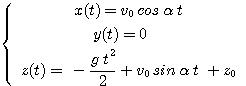 x(t) = v₀ cos α t
y(t) = 0
z(t) = − g t²/2 + v₀ sin α t + z₀